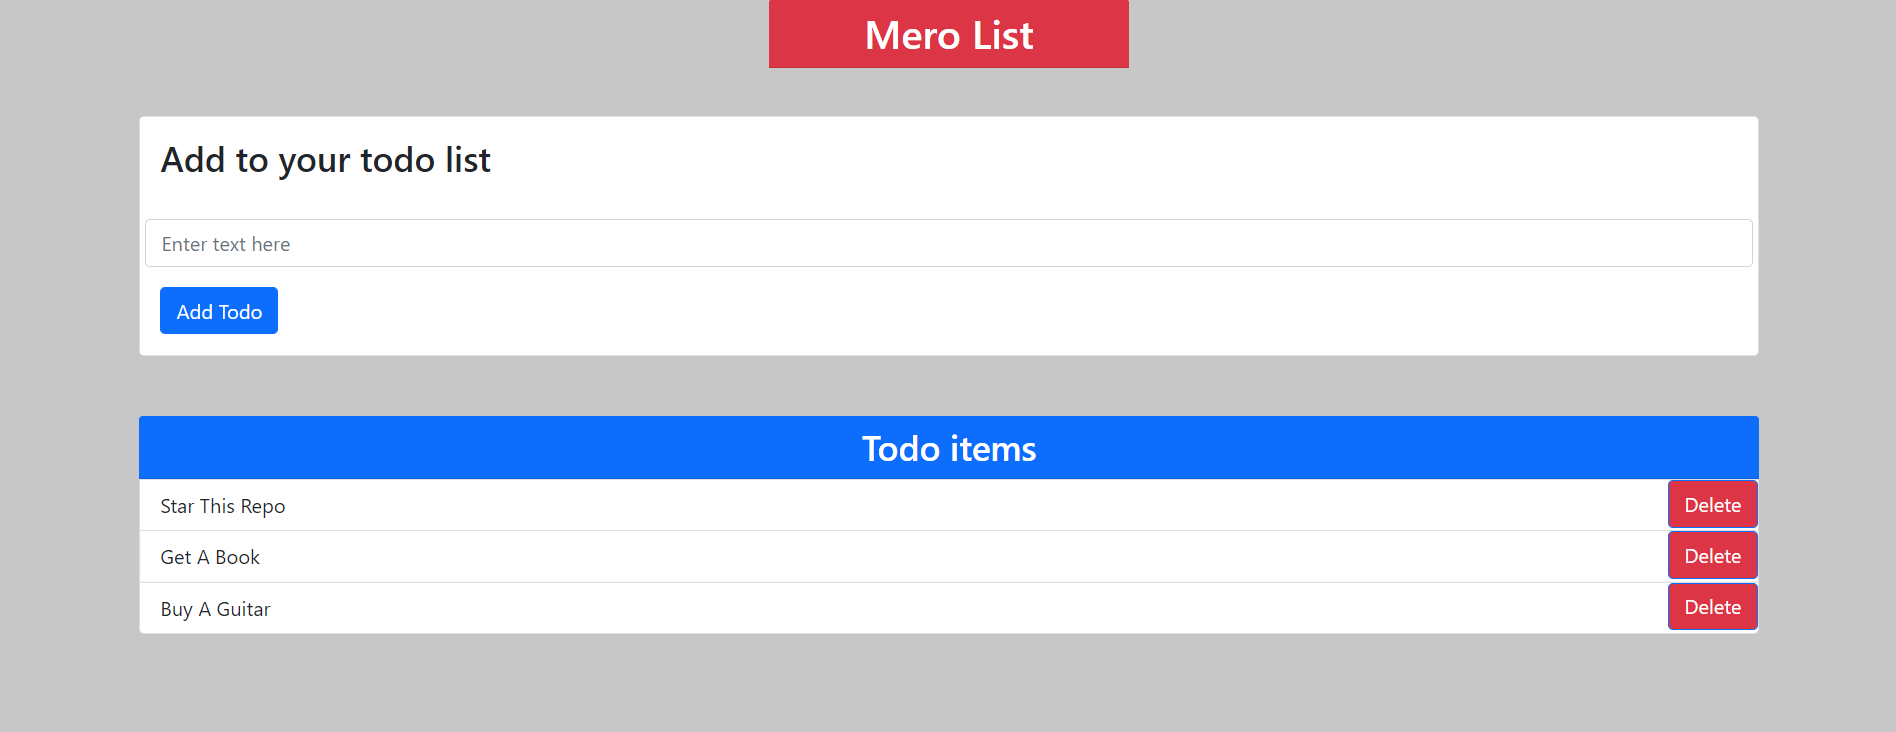 Mero List
Add to your todo list
Enter text here
Add Todo
Todo items
Star This Repo Delete
Get A Book Delete
Buy A Guitar Delete